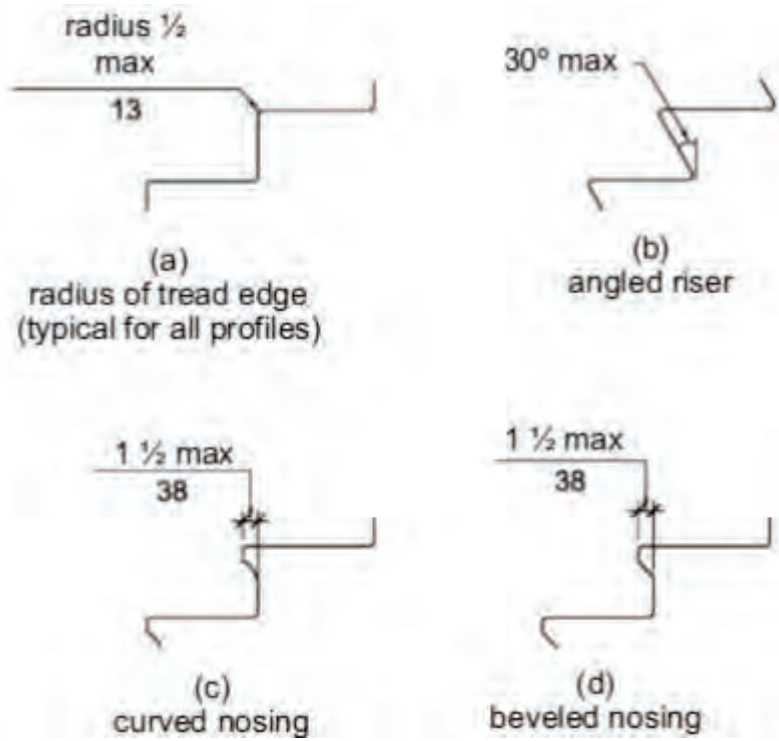 radius ½
max
13
(a)
radius of tread edge
(typical for all profiles)
30º max
(b)
angled riser
1 ½ max
38
(c)
curved nosing
1 ½ max
38
(d)
beveled nosing